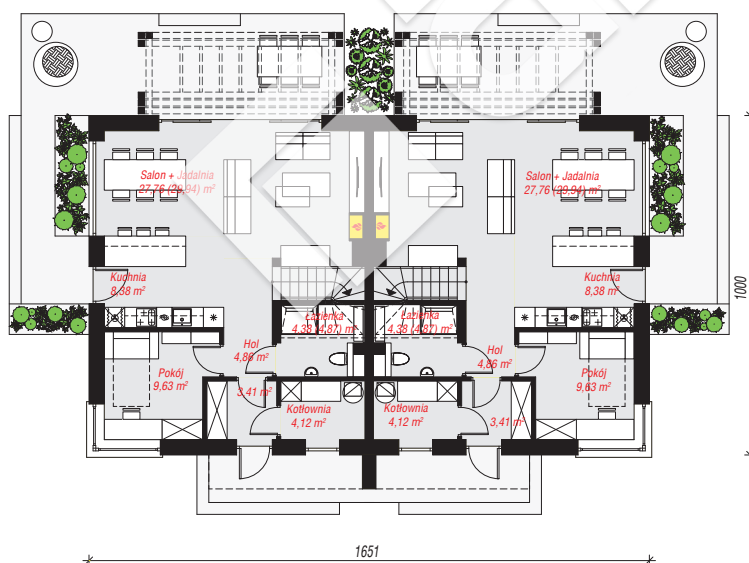 Salon + Jadalnia
27,76 (29,94) m²
Salon + Jadalnia
27,76 (29,94) m²
Kuchnia
8,38 m²
Kuchnia
8,38 m²
Łazienka
4,38 (4,87) m²
Łazienka
4,38 (4,87) m²
Hol
4,86 m²
Hol
4,86 m²
Pokój
9,63 m²
Pokój
9,63 m²
3,41 m²
3,41 m²
Kotłownia
4,12 m²
Kotłownia
4,12 m²
1000
1651